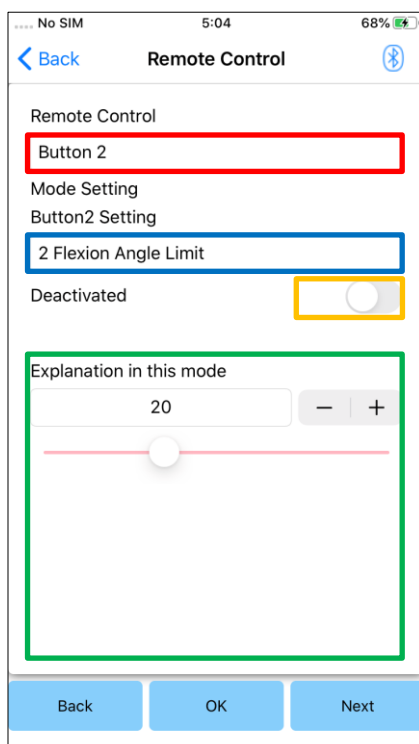 .... No SIM 5:04 68%
Back Remote Control
Remote Control
Button 2
Mode Setting
Button2 Setting
2 Flexion Angle Limit
Deactivated
Explanation in this mode
20 − +
Back OK Next